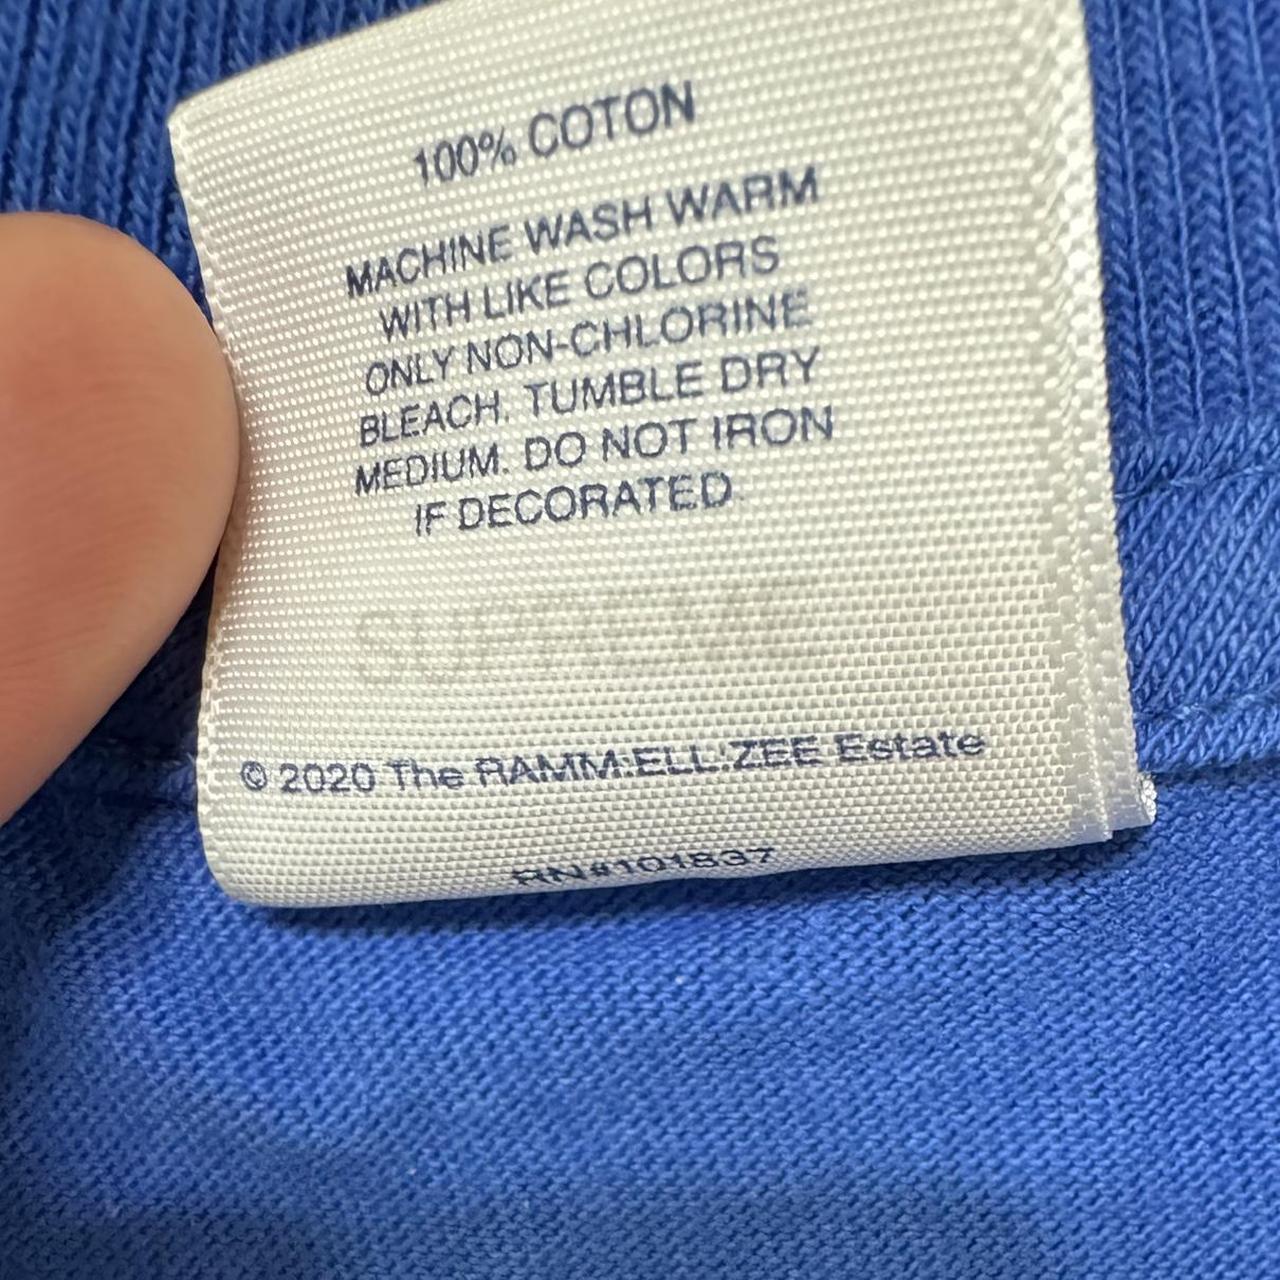 100% COTON
MACHINE WASH WARM
WITH LIKE COLORS
ONLY NON-CHLORINE
BLEACH. TUMBLE DRY
MEDIUM. DO NOT IRON
IF DECORATED.
SUPREME
© 2020 The RAMM:ELL:ZEE Estate
RN#101837